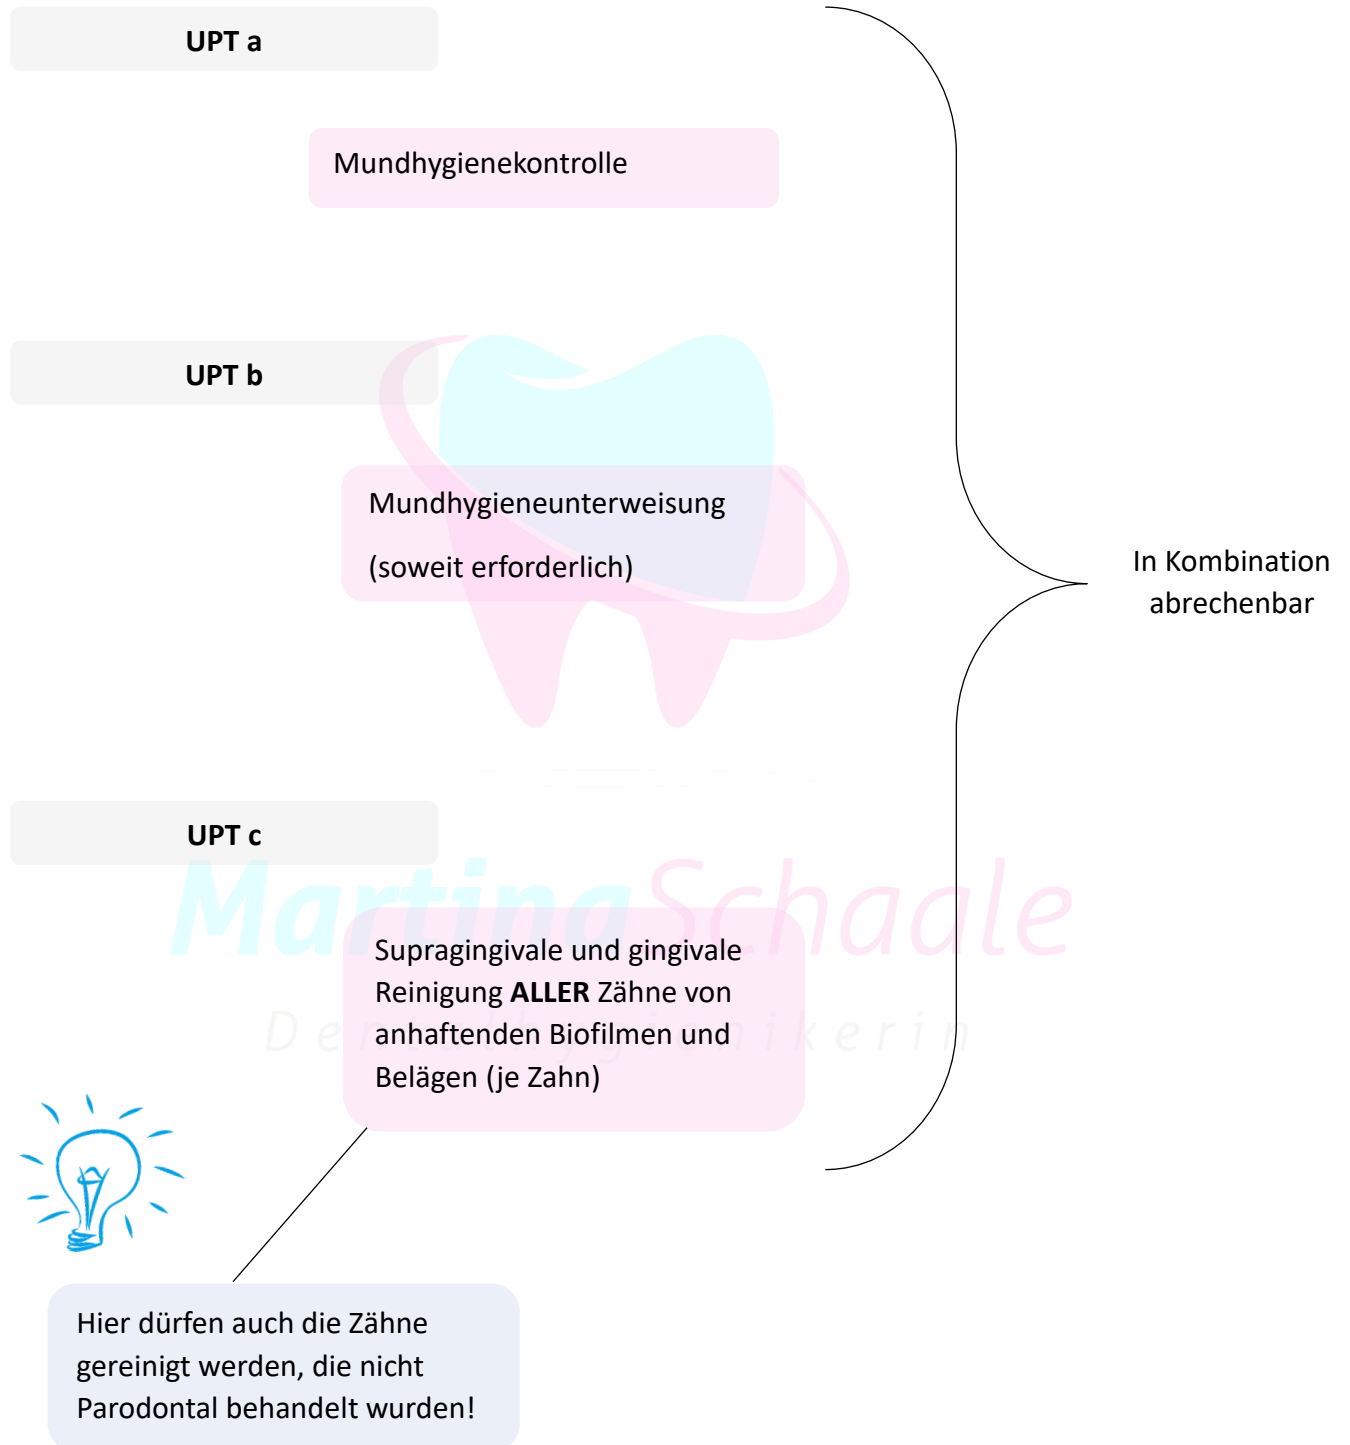 UPT a
Mundhygienekontrolle
UPT b
Mundhygieneunterweisung
(soweit erforderlich)
In Kombination
abrechenbar
UPT c
MartinaSchaale
Supragingivale und gingivale
Reinigung ALLER Zähne von
anhaftenden Biofilmen und
Belägen (je Zahn)
Dentalhygienikerin
Hier dürfen auch die Zähne
gereinigt werden, die nicht
Parodontal behandelt wurden!